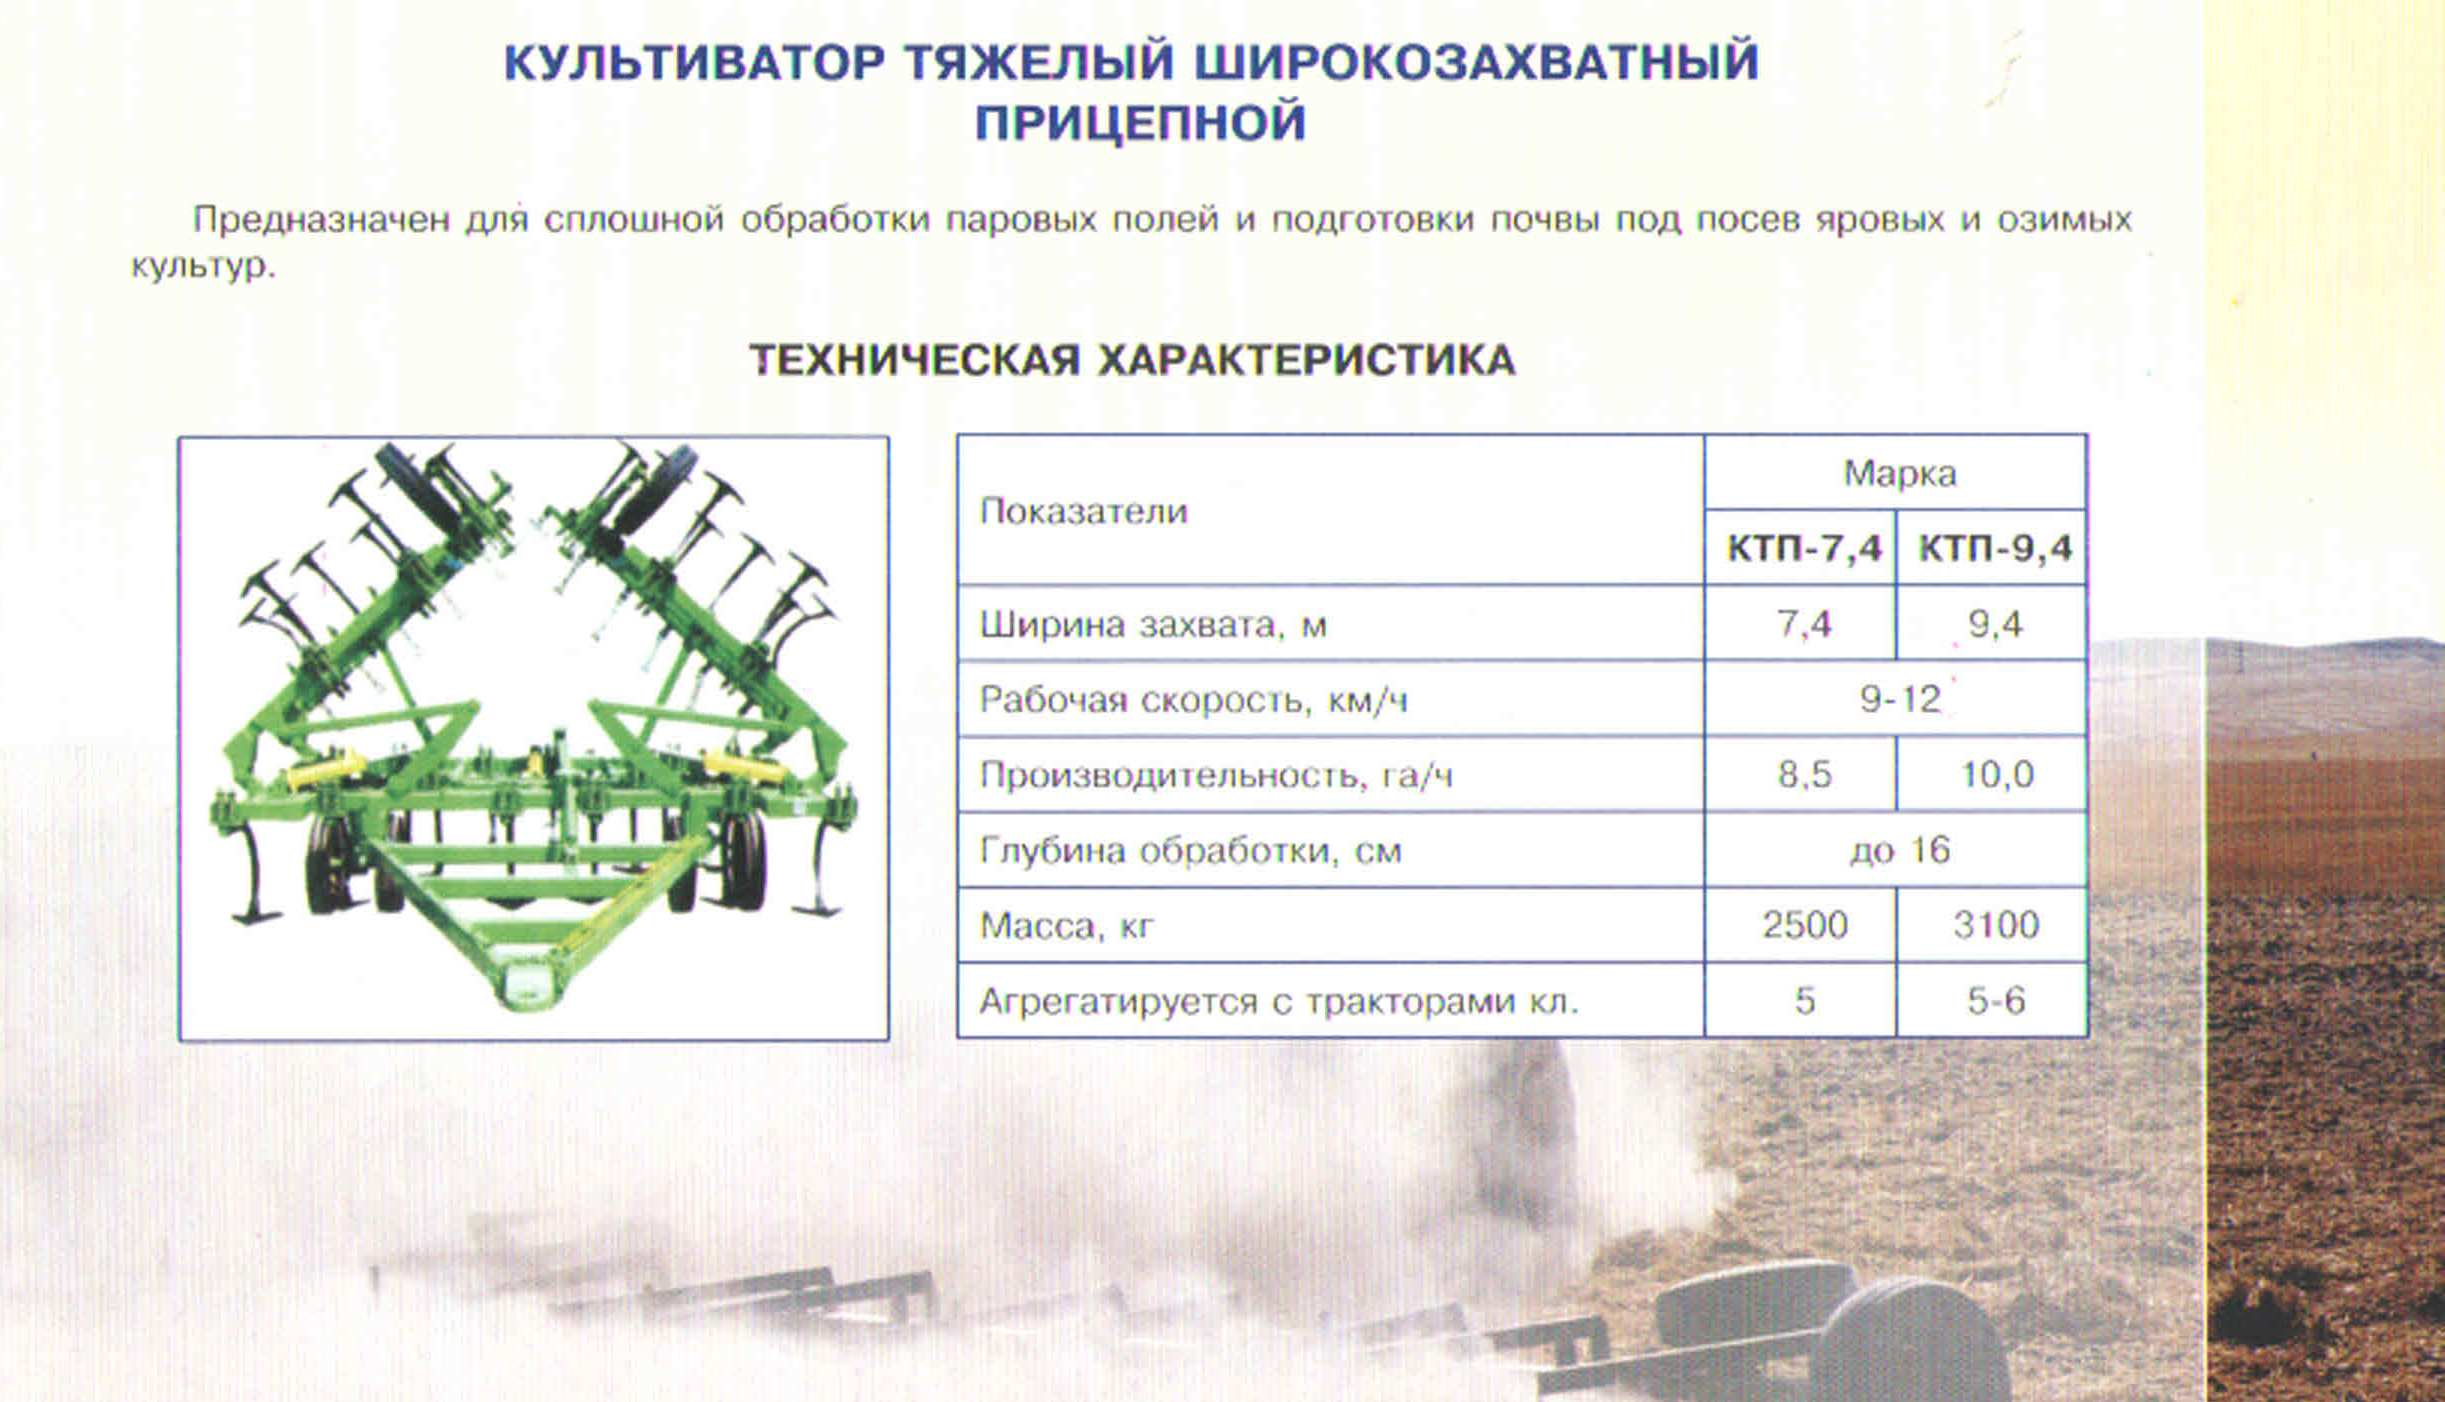 КУЛЬТИВАТОР ТЯЖЕЛЫЙ ШИРОКОЗАХВАТНЫЙ
ПРИЦЕПНОЙ
Предназначен для сплошной обработки паровых полей и подготовки почвы под посев яровых и озимых
культур.
ТЕХНИЧЕСКАЯ ХАРАКТЕРИСТИКА
Показатели Марка
КТП-7,4 КТП-9,4
Ширина захвата, м 7,4 9,4
Рабочая скорость, км/ч 9-12
Производительность, га/ч 8,5 10,0
Глубина обработки, см до 16
Масса, кг 2500 3100
Агрегатируется с тракторами кл. 5 5-6